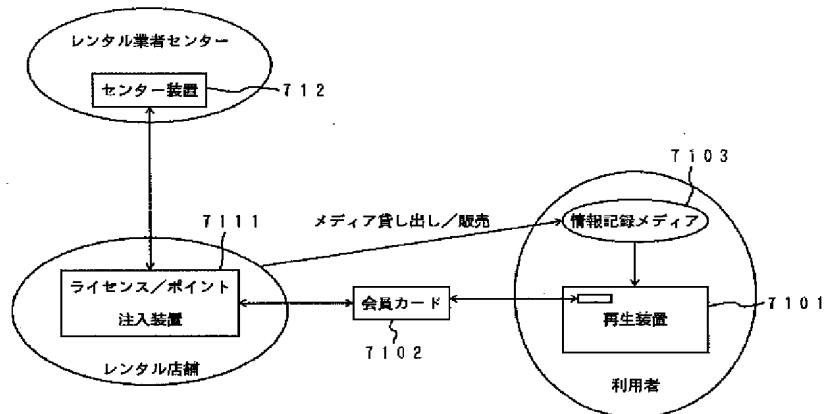 レンタル業者センター
センター装置
712
7103
7111
メディア貸し出し／販売
情報記録メディア
ライセンス／ポイント
注入装置
会員カード
再生装置
7101
7102
レンタル店舗
利用者